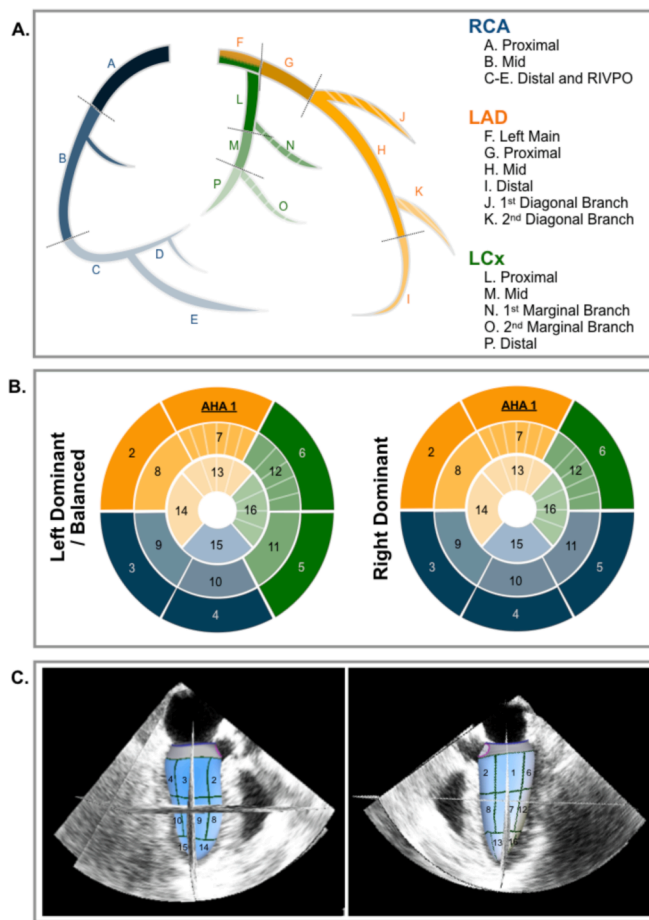 A.
A
B
C
D
E
F
G
L
M
N
P
O
H
J
K
I
RCA
A. Proximal
B. Mid
C-E. Distal and RIVPO
LAD
F. Left Main
G. Proximal
H. Mid
I. Distal
J. 1st Diagonal Branch
K. 2nd Diagonal Branch
LCx
L. Proximal
M. Mid
N. 1st Marginal Branch
O. 2nd Marginal Branch
P. Distal
B.
Left Dominant
/ Balanced
AHA 1
2
7
6
8
12
13
14
16
9
15
11
3
10
5
4
Right Dominant
AHA 1
2
7
6
8
12
13
14
16
9
15
11
3
10
5
4
C.
4 3 2
10 9 8
15 14
2 1 6
8 7 12
13 16